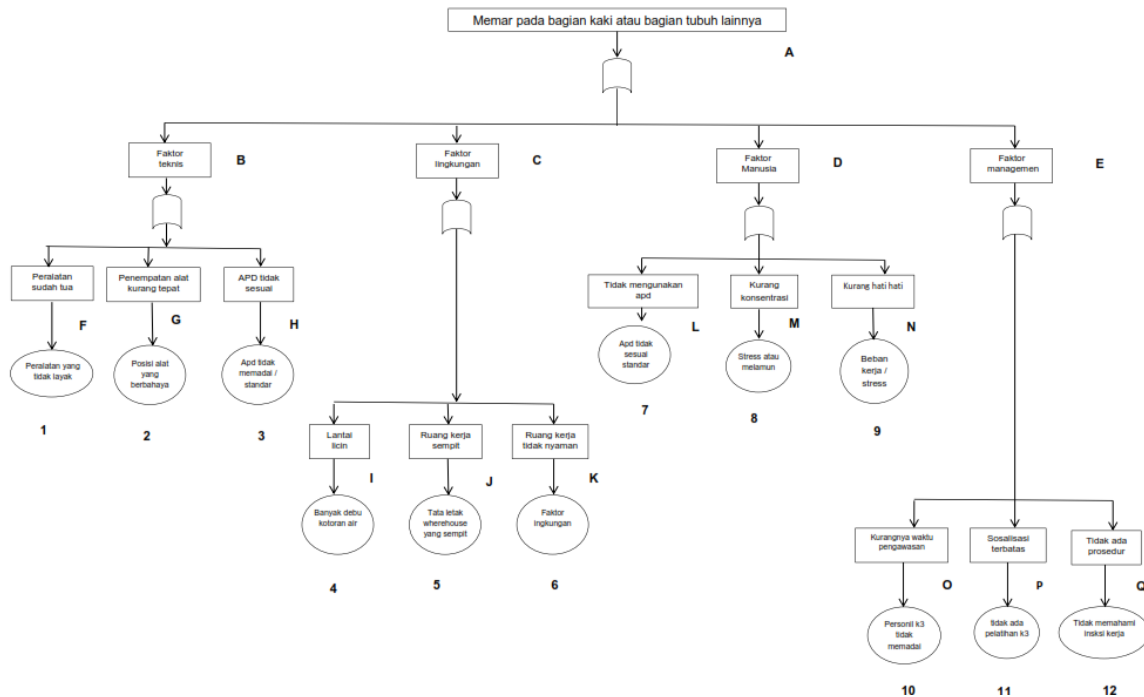 Memar pada bagian kaki atau bagian tubuh lainnya
A
Faktor
teknis
B
Faktor
lingkungan
C
Faktor
Manusia
D
Faktor
managemen
E
Peralatan
sudah tua
Penempatan alat
kurang tepat
APD tidak
sesuai
Tidak mengunakan
apd
Kurang
konsentrasi
Kurang hati hati
F
G
H
L
M
N
Peralatan yang
tidak layak
Posisi alat
yang
berbahaya
Apd tidak
memadai /
standar
Apd tidak
sesuai
standar
Stress atau
melamun
Beban
kerja /
stress
1
2
3
7
8
9
Lantai
licin
Ruang kerja
sempit
Ruang kerja
tidak nyaman
I
J
K
Banyak debu
kotoran air
Tata letak
wherehouse
yang sempit
Faktor
ingkungan
4
5
6
Kurangnya waktu
pengawasan
Sosalisasi
terbatas
Tidak ada
prosedur
O
P
Q
Personil k3
tidak
memadai
tidak ada
pelatihan k3
Tidak memahami
insksi kerja
10
11
12